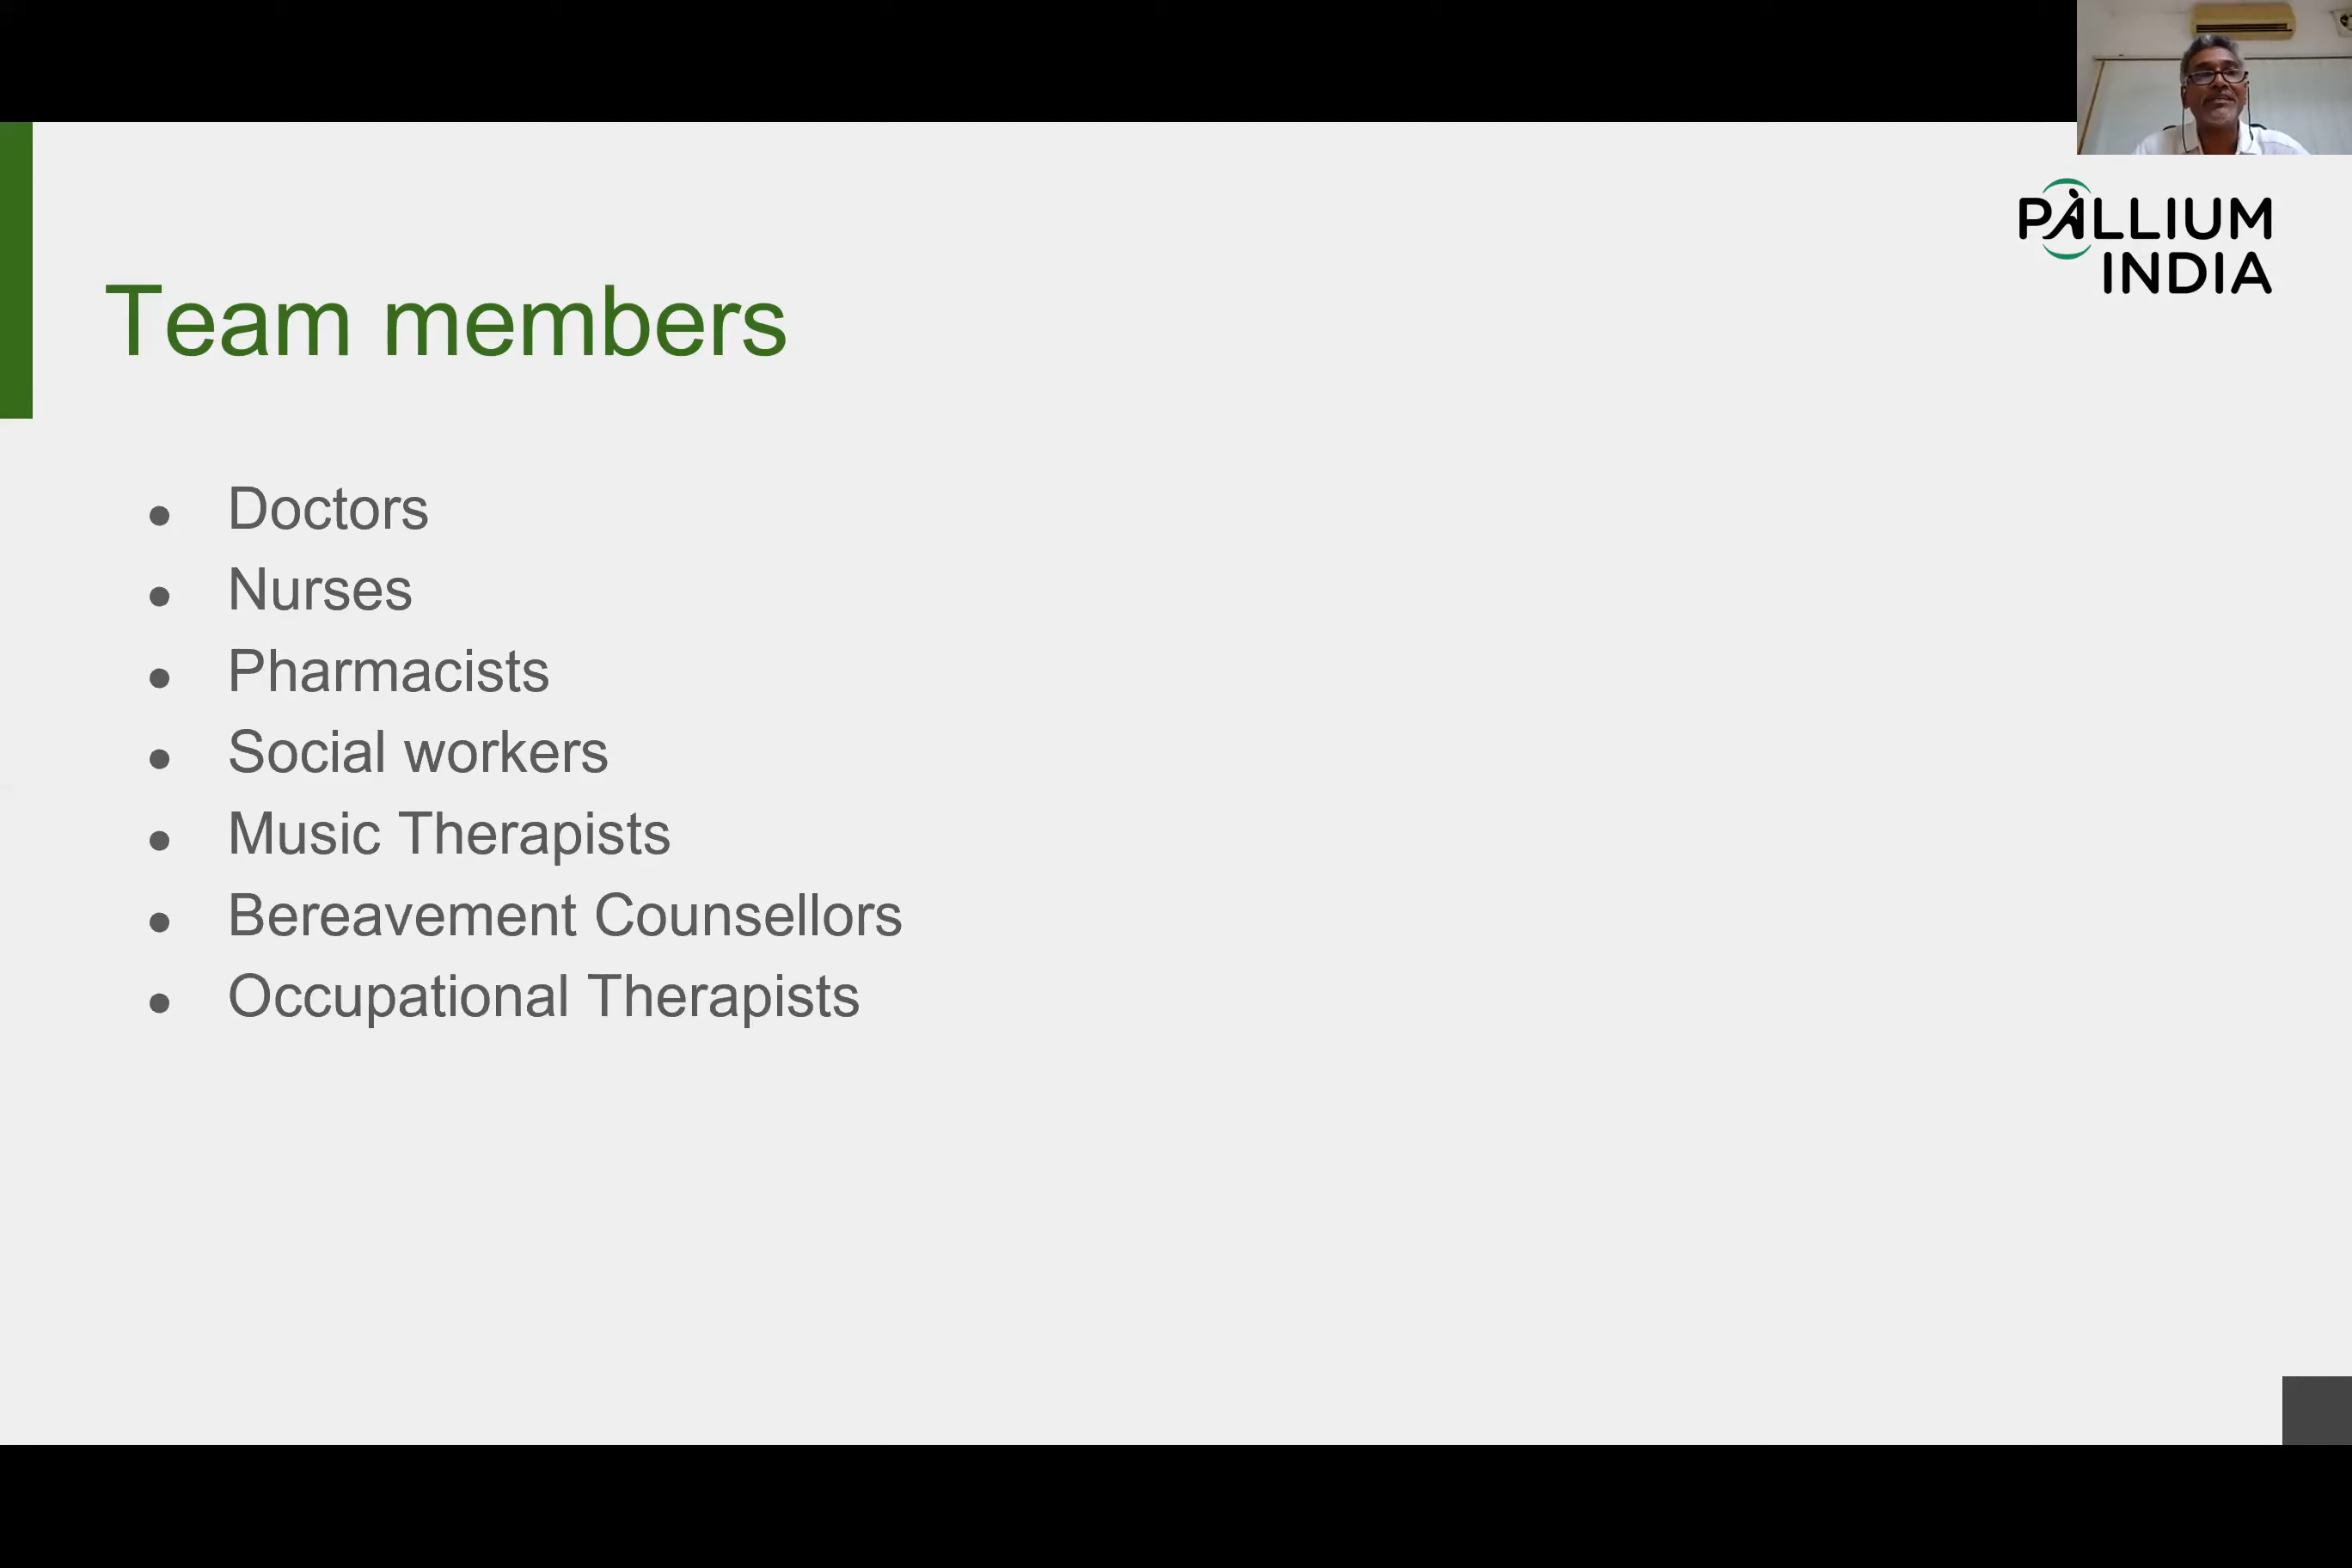 PALLIUM
INDIA
Team members
Doctors
Nurses
Pharmacists
Social workers
Music Therapists
Bereavement Counsellors
Occupational Therapists